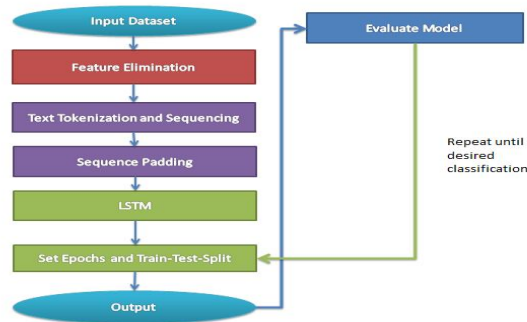 Input Dataset
Feature Elimination
Text Tokenization and Sequencing
Sequence Padding
LSTM
Set Epochs and Train-Test-Split
Output
Evaluate Model
Repeat until
desired
classification